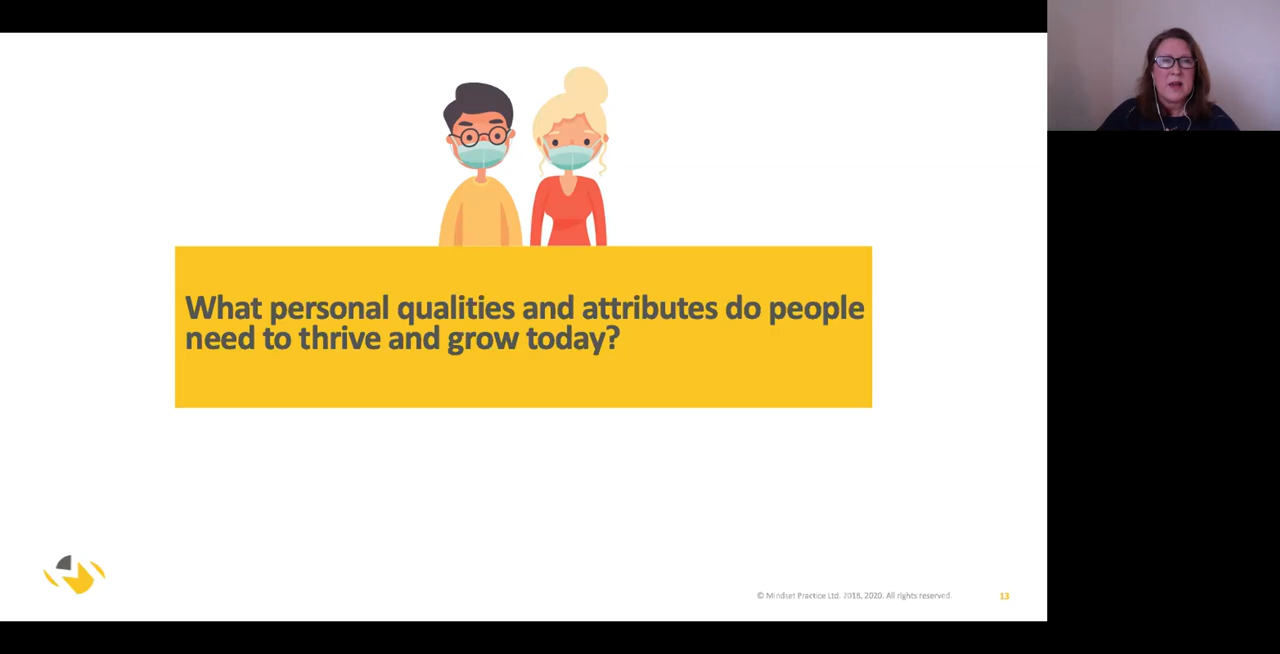 What personal qualities and attributes do people
need to thrive and grow today?
© Mindset Practice Ltd. 2018, 2020. All rights reserved.
13